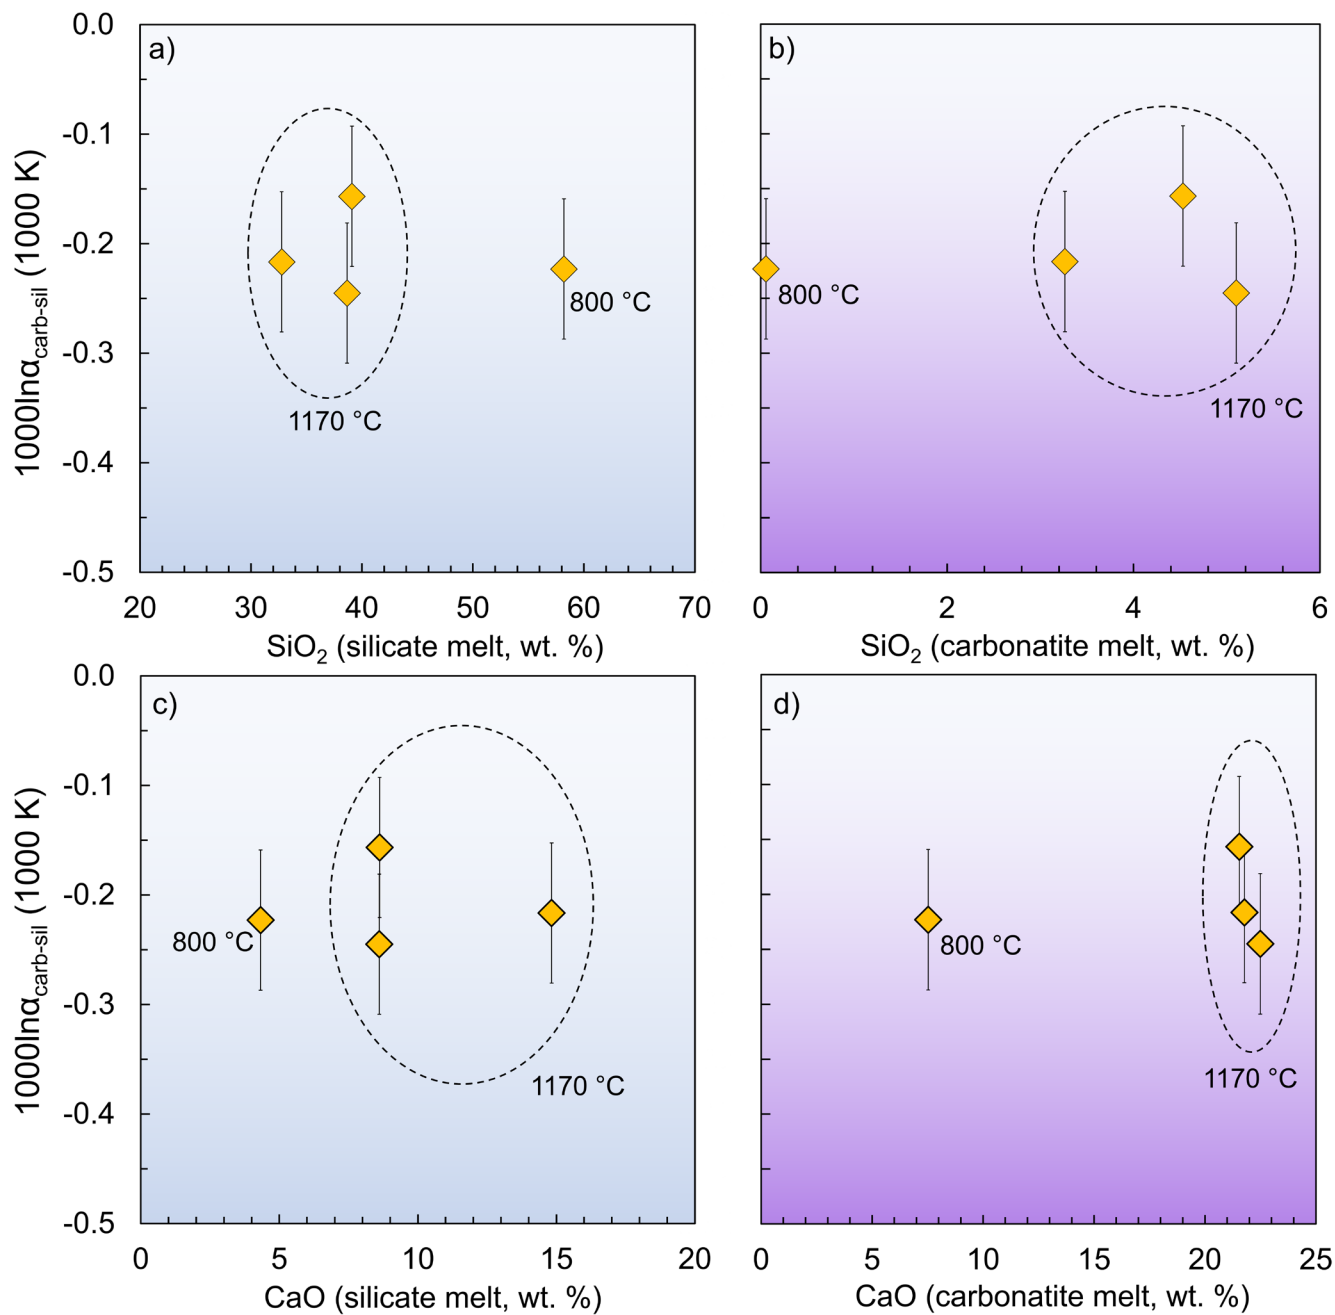 a)
0.0
-0.1
-0.2
-0.3
-0.4
-0.5
1000lnα_carb-sil (1000 K)
800 °C
1170 °C
20 30 40 50 60 70
SiO₂ (silicate melt, wt. %)
b)
800 °C
1170 °C
0 2 4 6
SiO₂ (carbonatite melt, wt. %)
c)
0.0
-0.1
-0.2
-0.3
-0.4
-0.5
1000lnα_carb-sil (1000 K)
800 °C
1170 °C
0 5 10 15 20
CaO (silicate melt, wt. %)
d)
800 °C
1170 °C
0 5 10 15 20 25
CaO (carbonatite melt, wt. %)